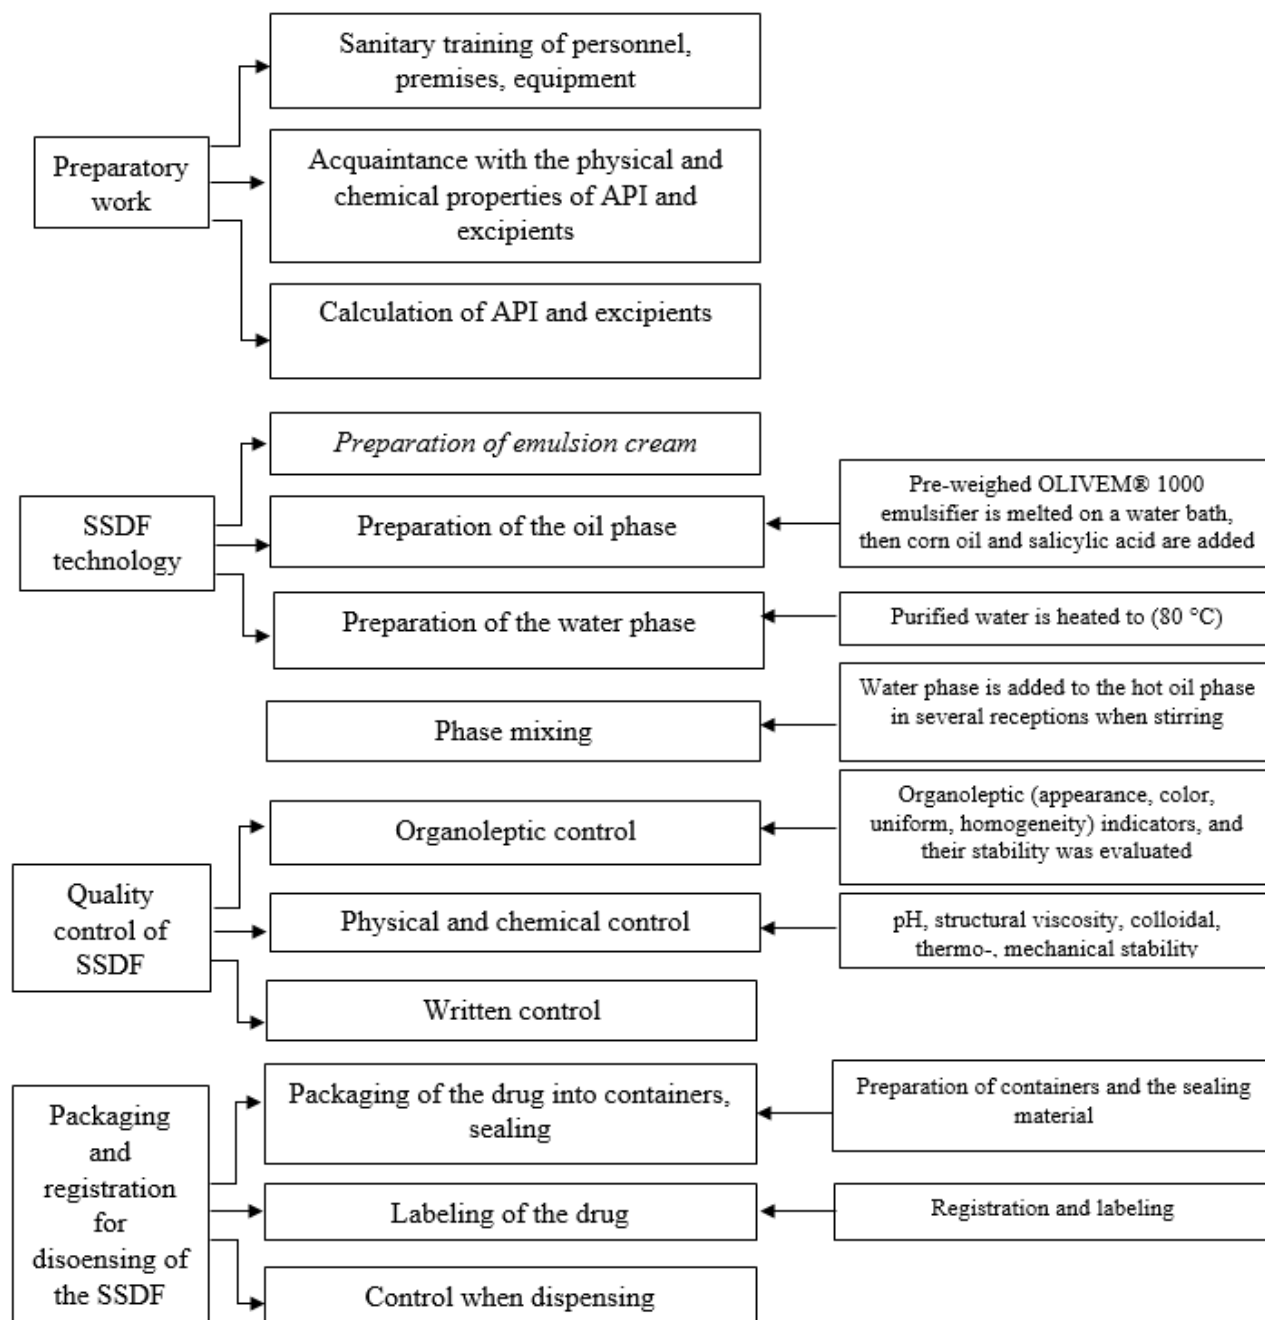 Sanitary training of personnel,
premises, equipment
Preparatory
work
Acquaintance with the physical and
chemical properties of API and
excipients
Calculation of API and excipients
SSDF
technology
Preparation of emulsion cream
Preparation of the oil phase
Pre-weighed OLIVEM® 1000
emulsifier is melted on a water bath,
then corn oil and salicylic acid are added
Preparation of the water phase
Purified water is heated to (80 °C)
Phase mixing
Water phase is added to the hot oil phase
in several receptions when stirring
Quality
control of
SSDF
Organoleptic control
Organoleptic (appearance, color,
uniform, homogeneity) indicators, and
their stability was evaluated
Physical and chemical control
pH, structural viscosity, colloidal,
thermo-, mechanical stability
Written control
Packaging
and
registration
for
disoensing of
the SSDF
Packaging of the drug into containers,
sealing
Preparation of containers and the sealing
material
Labeling of the drug
Registration and labeling
Control when dispensing